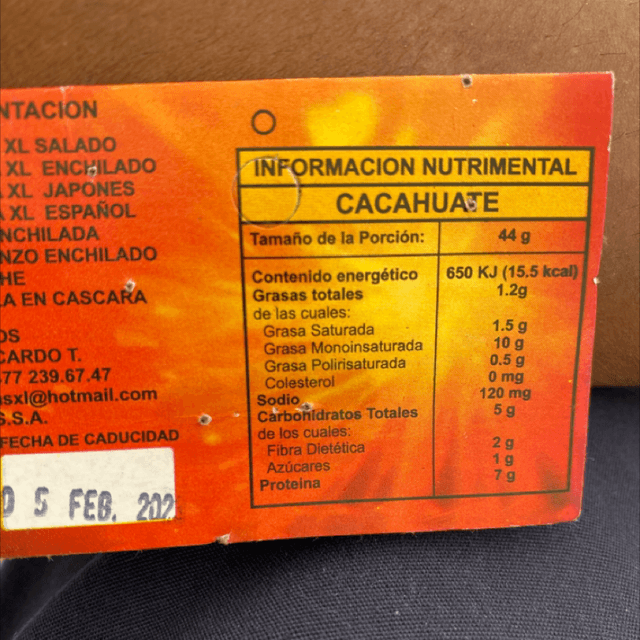 NTACION
XL SALADO
XL ENCHILADO
XL JAPONES
A XL ESPAÑOL
NCHILADA
NZO ENCHILADO
HE
LA EN CASCARA
OS
CARDO T.
77 239.67.47
asxl@hotmail.com
S.S.A.
FECHA DE CADUCIDAD
0 5 FEB. 202
INFORMACION NUTRIMENTAL
CACAHUATE
Tamaño de la Porción: 44 g
Contenido energético 650 KJ (15.5 kcal)
Grasas totales 1.2g
de las cuales:
Grasa Saturada 1.5 g
Grasa Monoinsaturada 10 g
Grasa Poliinsaturada 0.5 g
Colesterol 0 mg
Sodio 120 mg
Carbohidratos Totales 5 g
de los cuales:
Fibra Dietética 2 g
Azúcares 1 g
Proteina 7 g